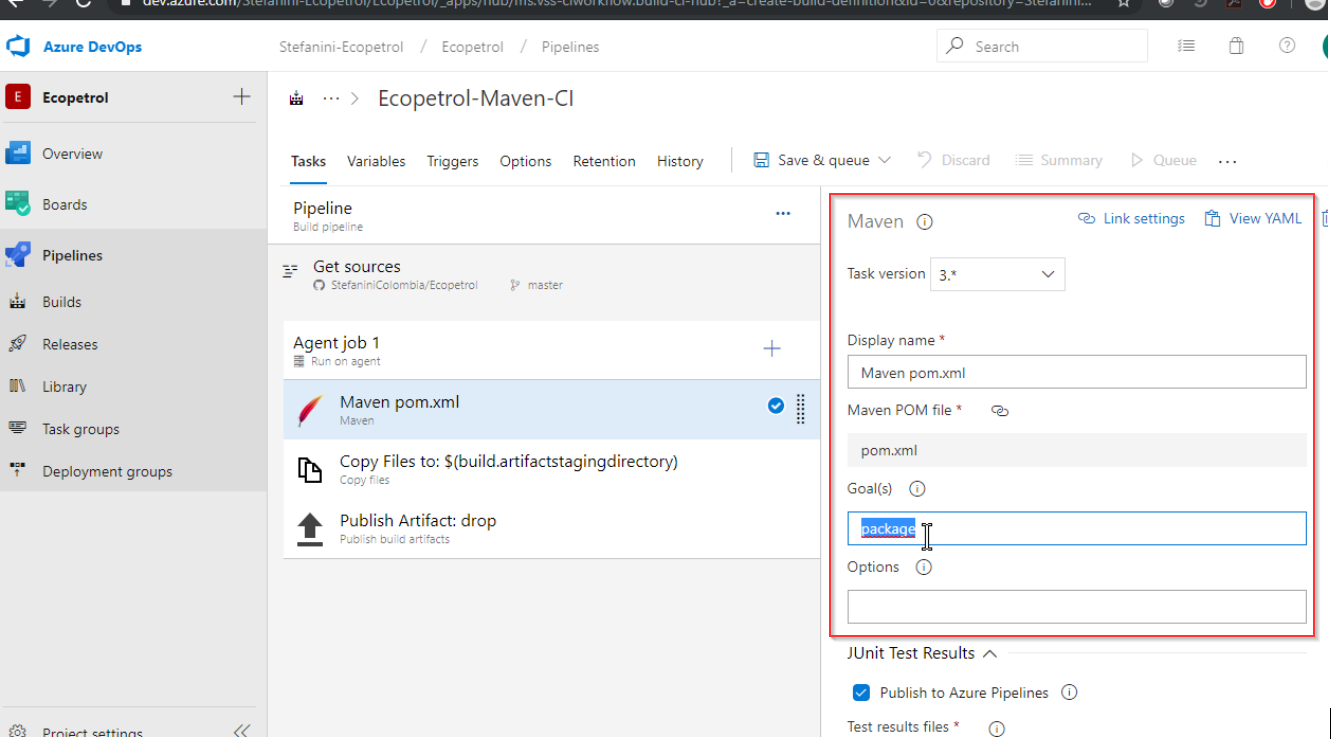 dev.azure.com/Stefanini-Ecopetrol/Ecopetrol/_apps/hub/ms.vss-ciworkflow.build-ci-hub?_a=create-build-definition&id=0&repository=Stefanini...
Azure DevOps
Stefanini-Ecopetrol / Ecopetrol / Pipelines
Search
E Ecopetrol
Ecopetrol-Maven-CI
Overview
Boards
Pipelines
Builds
Releases
Library
Task groups
Deployment groups
Project settings
Tasks Variables Triggers Options Retention History
Save & queue Discard Summary Queue ...
Pipeline
Build pipeline
Get sources
StefaniniColombia/Ecopetrol master
Agent job 1
Run on agent
Maven pom.xml
Maven
Copy Files to: $(build.artifactstagingdirectory)
Copy files
Publish Artifact: drop
Publish build artifacts
Maven Link settings View YAML
Task version 3.*
Display name *
Maven pom.xml
Maven POM file *
pom.xml
Goal(s)
package
Options
JUnit Test Results
Publish to Azure Pipelines
Test results files *